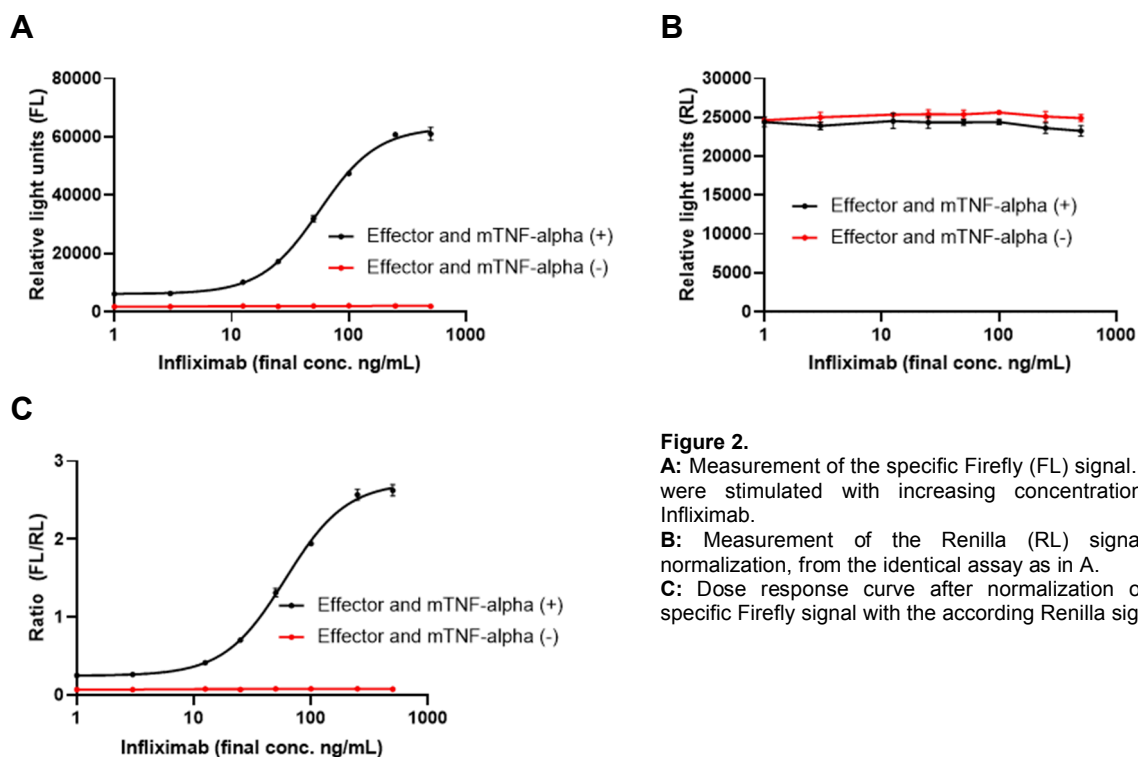 A
Relative light units (FL)
80000
60000
40000
20000
0
1
10
100
1000
Infliximab (final conc. ng/mL)
Effector and mTNF-alpha (+)
Effector and mTNF-alpha (-)
B
Relative light units (RL)
30000
25000
20000
15000
10000
5000
0
1
10
100
1000
Infliximab (final conc. ng/mL)
Effector and mTNF-alpha (+)
Effector and mTNF-alpha (-)
C
Ratio (FL/RL)
3
2
1
0
1
10
100
1000
Infliximab (final conc. ng/mL)
Effector and mTNF-alpha (+)
Effector and mTNF-alpha (-)
Figure 2.
A: Measurement of the specific Firefly (FL) signal.
were stimulated with increasing concentration
Infliximab.
B: Measurement of the Renilla (RL) signa
normalization, from the identical assay as in A.
C: Dose response curve after normalization o
specific Firefly signal with the according Renilla sig